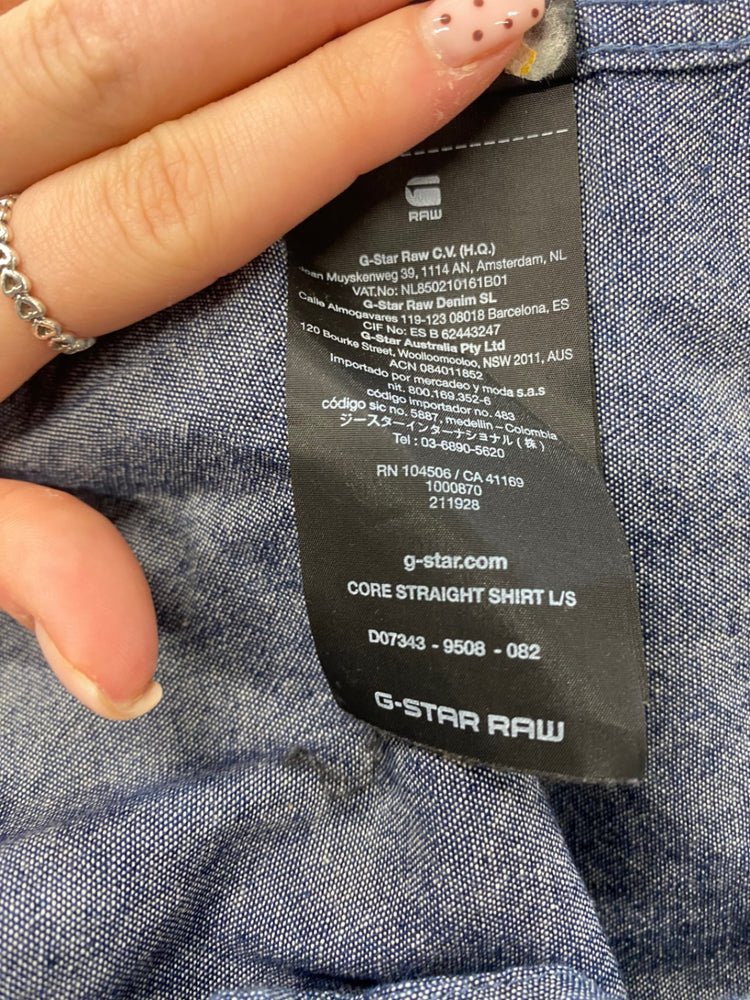 RAW
G-Star Raw C.V. (H.Q.)
Joan Muyskenweg 39, 1114 AN, Amsterdam, NL
VAT.No: NL850210161B01
G-Star Raw Denim SL
Calle Almogavares 119-123 08018 Barcelona, ES
CIF No: ES B 62443247
G-Star Australia Pty Ltd
120 Bourke Street, Woolloomooloo, NSW 2011, AUS
ACN 084011852
Importado por mercadeo y moda s.a.s
nit. 800.169.352-6
código importador no. 483
código sic no. 5887, medellin – Colombia
ジースターインターナショナル ( 株 )
Tel : 03-6890-5620
RN 104506 / CA 41169
1000870
211928
g-star.com
CORE STRAIGHT SHIRT L/S
D07343 - 9508 - 082
G-STAR RAW